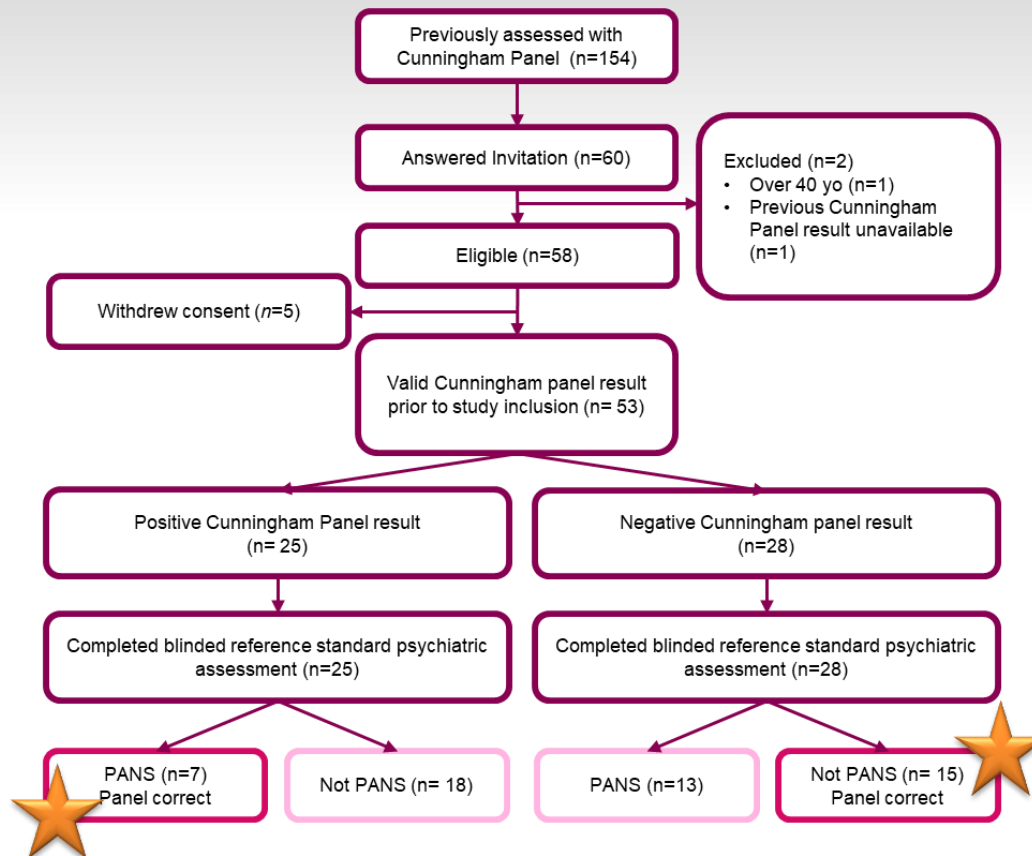 Previously assessed with
Cunningham Panel (n=154)
Answered Invitation (n=60)
Excluded (n=2)
• Over 40 yo (n=1)
• Previous Cunningham
Panel result unavailable
(n=1)
Eligible (n=58)
Withdrew consent (n=5)
Valid Cunningham panel result
prior to study inclusion (n= 53)
Positive Cunningham Panel result
(n= 25)
Negative Cunningham panel result
(n=28)
Completed blinded reference standard psychiatric
assessment (n=25)
Completed blinded reference standard psychiatric
assessment (n=28)
PANS (n=7)
Panel correct
Not PANS (n= 18)
PANS (n=13)
Not PANS (n= 15)
Panel correct